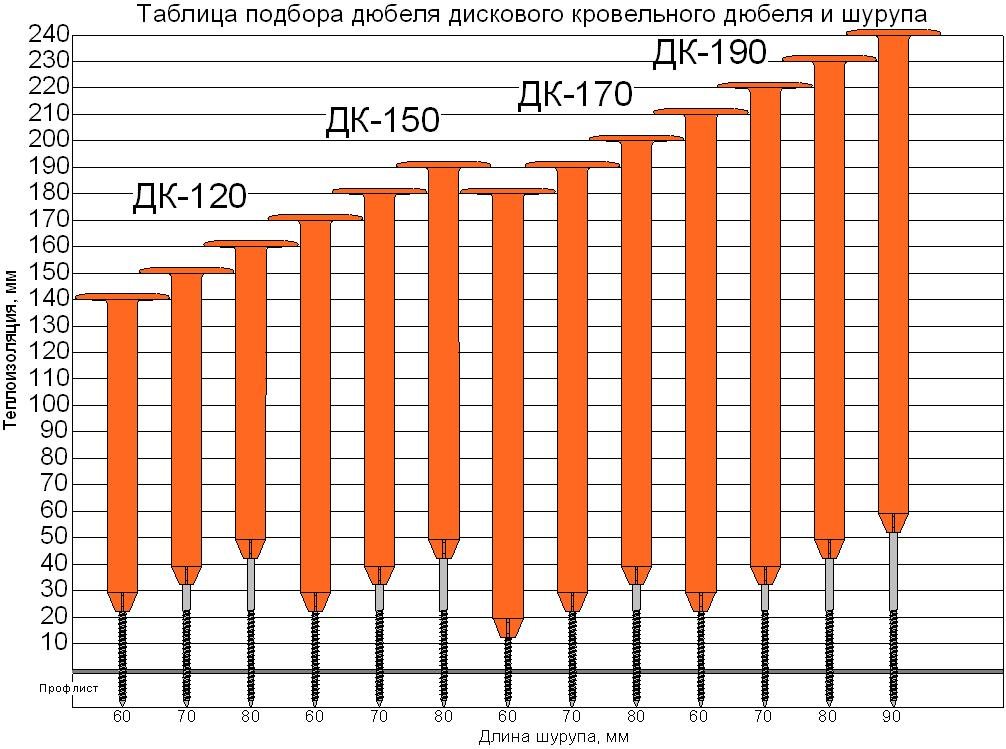 Таблица подбора дюбеля дискового кровельного дюбеля и шурупа
240
230
220
210
200
190
180
170
160
150
140
130
120
110
100
90
80
70
60
50
40
30
20
10
Теплоизоляция, мм
ДК-120
ДК-150
ДК-170
ДК-190
Профлист
60 70 80 60 70 80 60 70 80 60 70 80 90
Длина шурупа, мм